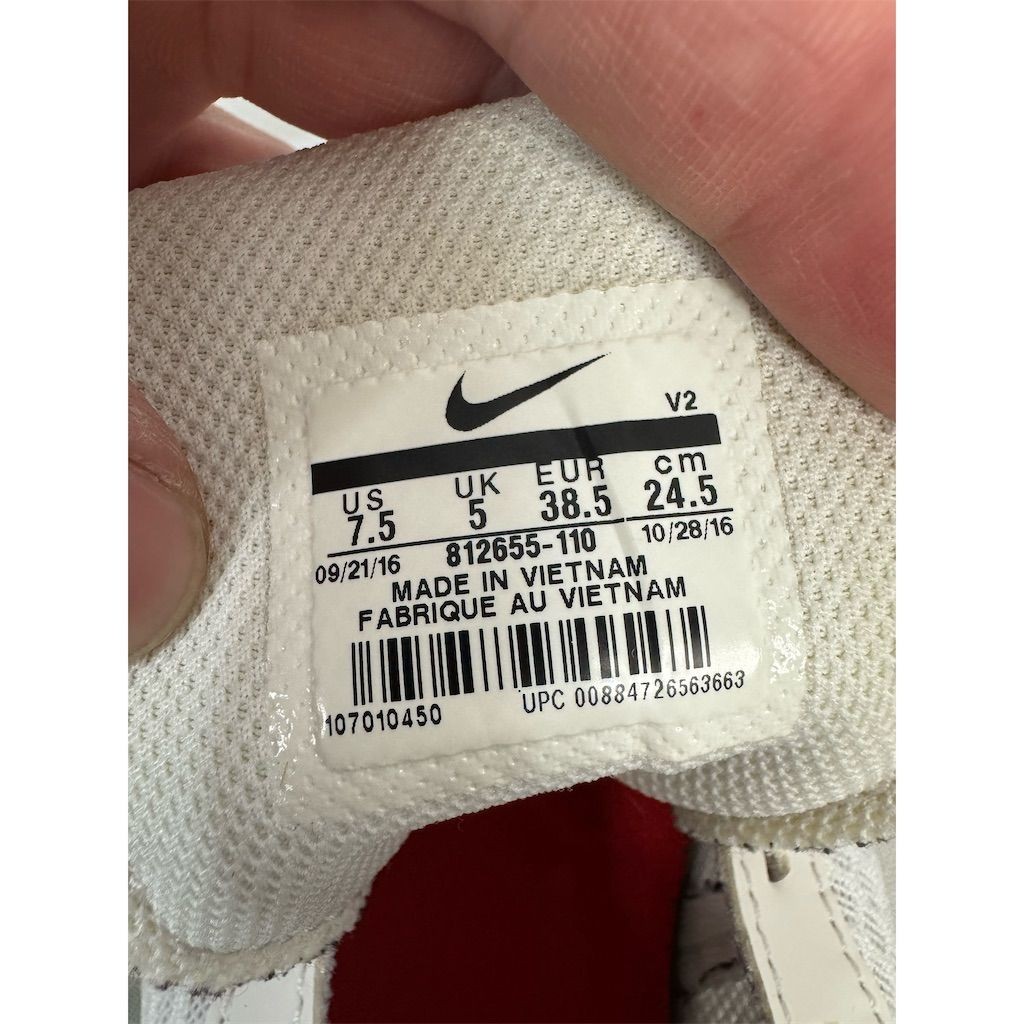 V2
US UK EUR cm
7.5 5 38.5 24.5
09/21/16 812655-110 10/28/16
MADE IN VIETNAM
FABRIQUE AU VIETNAM
107010450 UPC 00884726563663